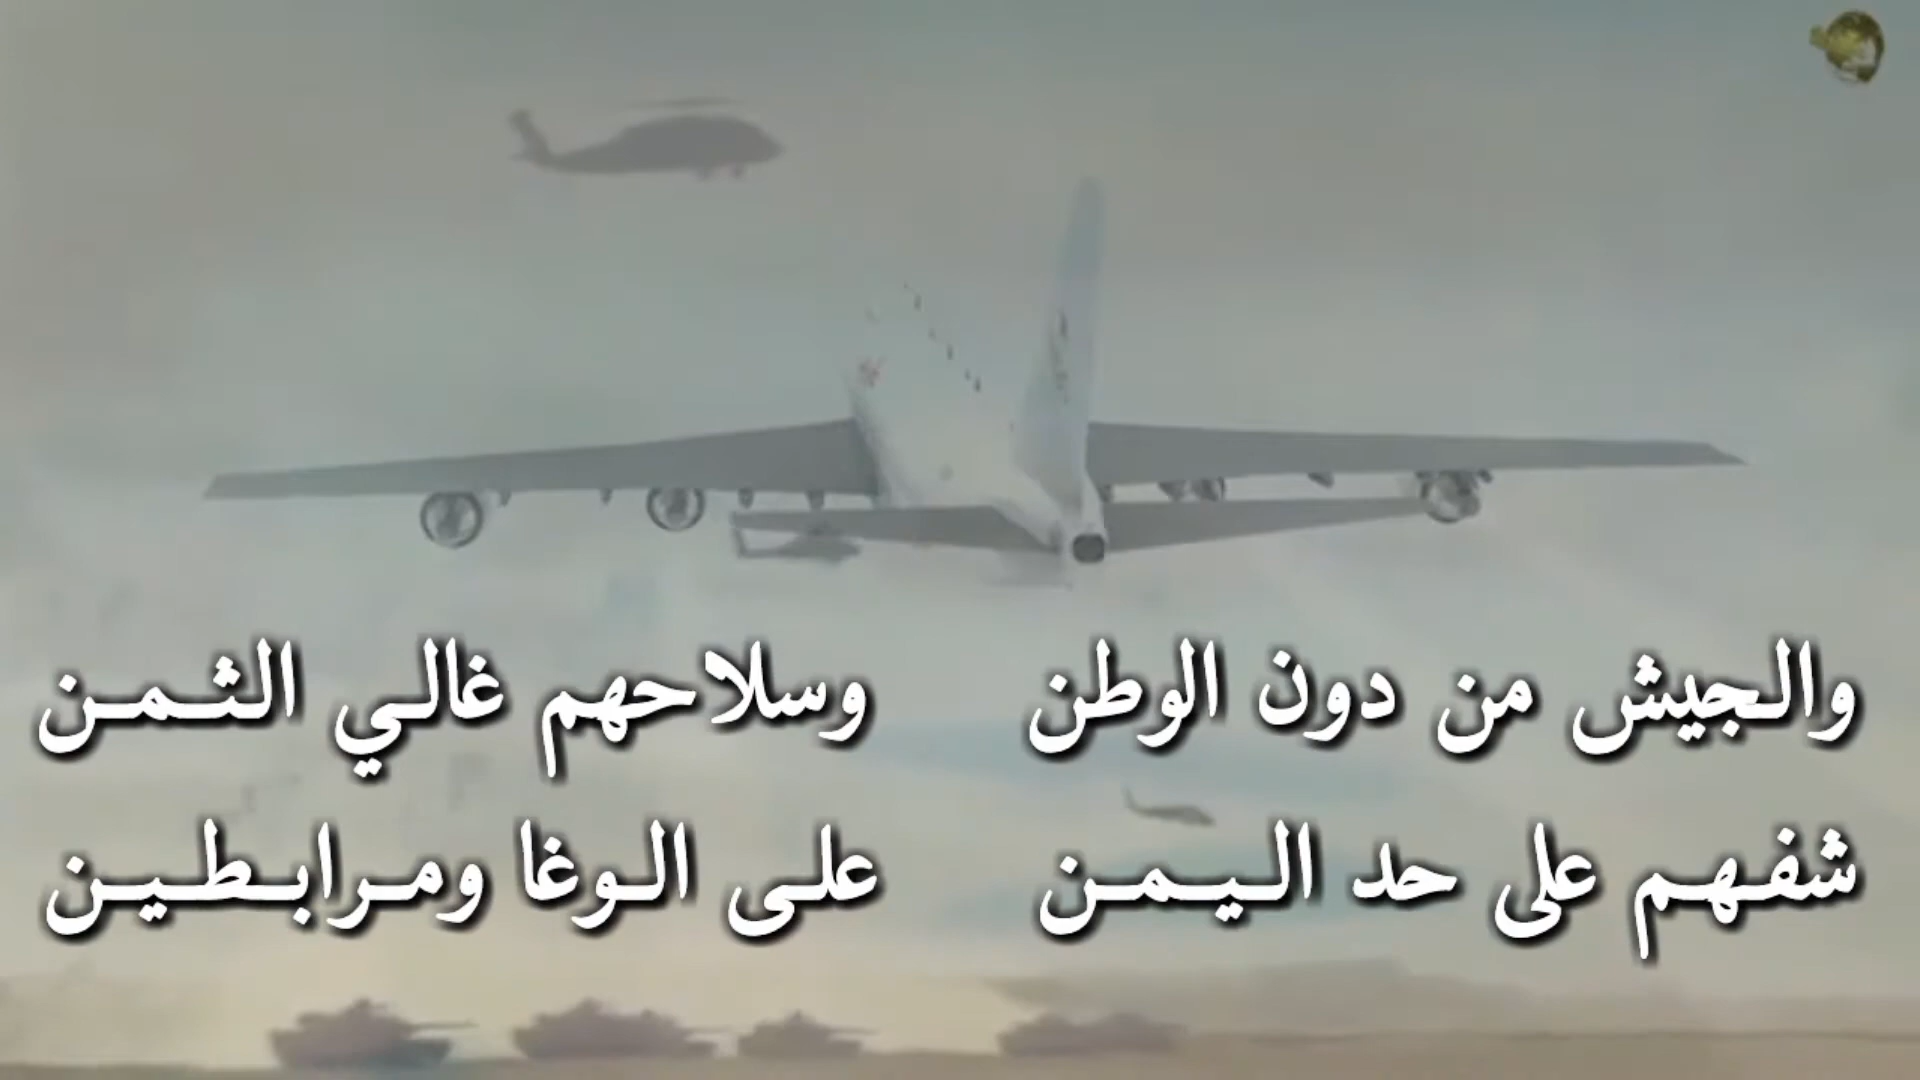 والجيش من دون الوطن وسلاحهم غالي الثمن
شفهم على حد اليمن على الوغا ومرابطين